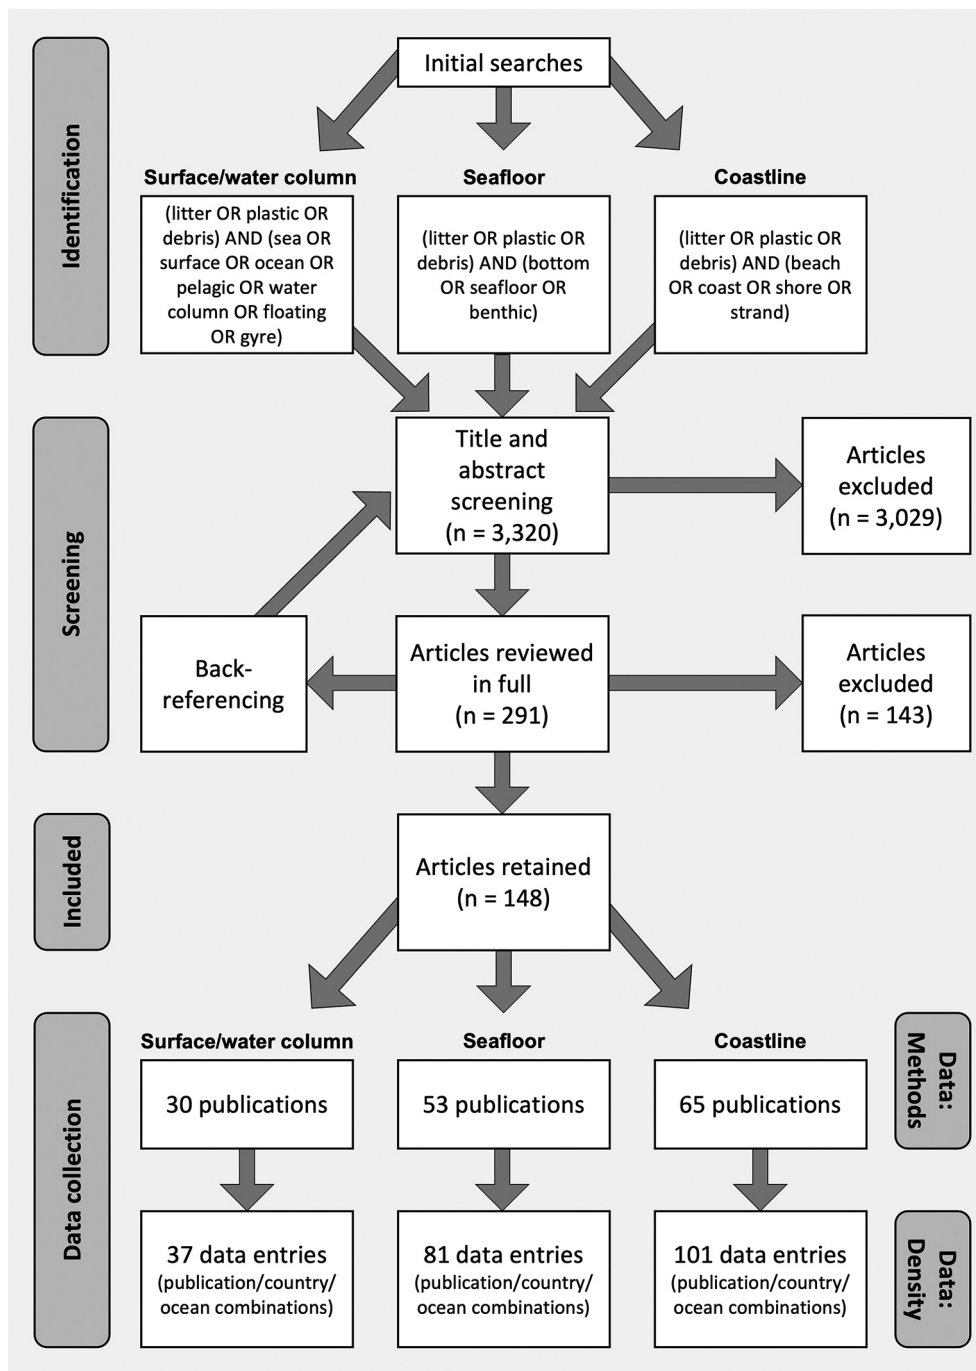 Identification
Initial searches
Surface/water column
(litter OR plastic OR
debris) AND (sea OR
surface OR ocean OR
pelagic OR water
column OR floating
OR gyre)
Seafloor
(litter OR plastic OR
debris) AND (bottom
OR seafloor OR
benthic)
Coastline
(litter OR plastic OR
debris) AND (beach
OR coast OR shore OR
strand)
Screening
Title and
abstract
screening
(n = 3,320)
Articles
excluded
(n = 3,029)
Back-
referencing
Articles reviewed
in full
(n = 291)
Articles
excluded
(n = 143)
Included
Articles retained
(n = 148)
Data collection
Surface/water column
30 publications
Seafloor
53 publications
Coastline
65 publications
Data:
Methods
37 data entries
(publication/country/
ocean combinations)
81 data entries
(publication/country/
ocean combinations)
101 data entries
(publication/country/
ocean combinations)
Data:
Density